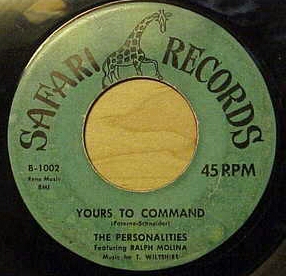 SAFARI RECORDS
B-1002
Reno Music
BMI
45 RPM
YOURS TO COMMAND
THE PERSONALITIES
Featuring RALPH MOLINA
Music by T. WILTSHIRE